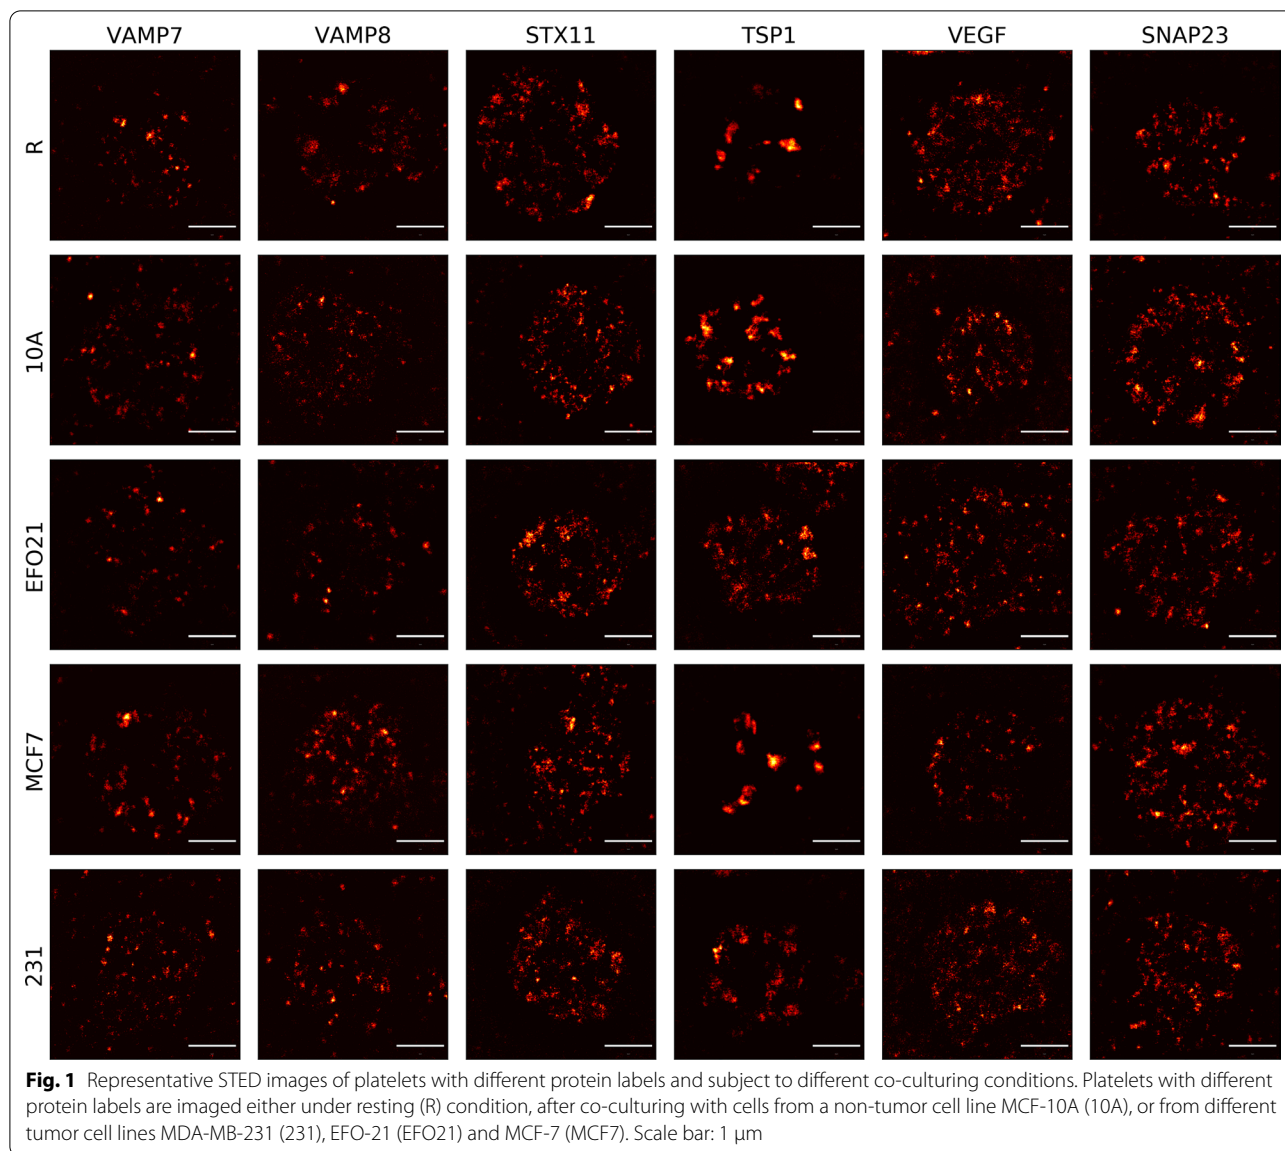 VAMP7 VAMP8 STX11 TSP1 VEGF SNAP23
R
10A
EFO21
MCF7
231
Fig. 1 Representative STED images of platelets with different protein labels and subject to different co-culturing conditions. Platelets with different
protein labels are imaged either under resting (R) condition, after co-culturing with cells from a non-tumor cell line MCF-10A (10A), or from different
tumor cell lines MDA-MB-231 (231), EFO-21 (EFO21) and MCF-7 (MCF7). Scale bar: 1 μm